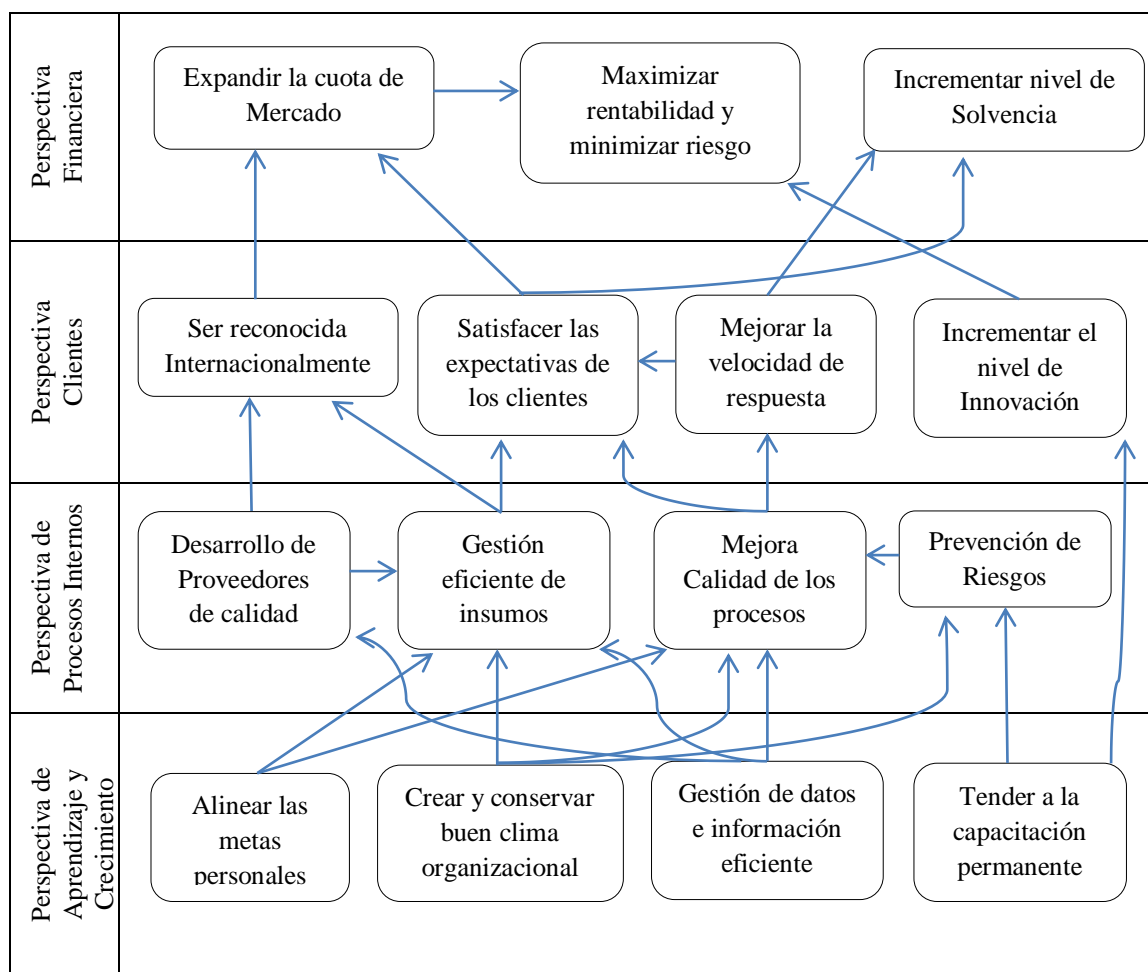 Perspectiva
Financiera
Expandir la cuota de
Mercado
Maximizar
rentabilidad y
minimizar riesgo
Incrementar nivel de
Solvencia
Perspectiva
Clientes
Ser reconocida
Internacionalmente
Satisfacer las
expectativas de
los clientes
Mejorar la
velocidad de
respuesta
Incrementar el
nivel de
Innovación
Perspectiva de
Procesos Internos
Desarrollo de
Proveedores
de calidad
Gestión
eficiente de
insumos
Mejora
Calidad de los
procesos
Prevención de
Riesgos
Perspectiva de
Aprendizaje y
Crecimiento
Alinear las
metas
personales
Crear y conservar
buen clima
organizacional
Gestión de datos
e información
eficiente
Tender a la
capacitación
permanente